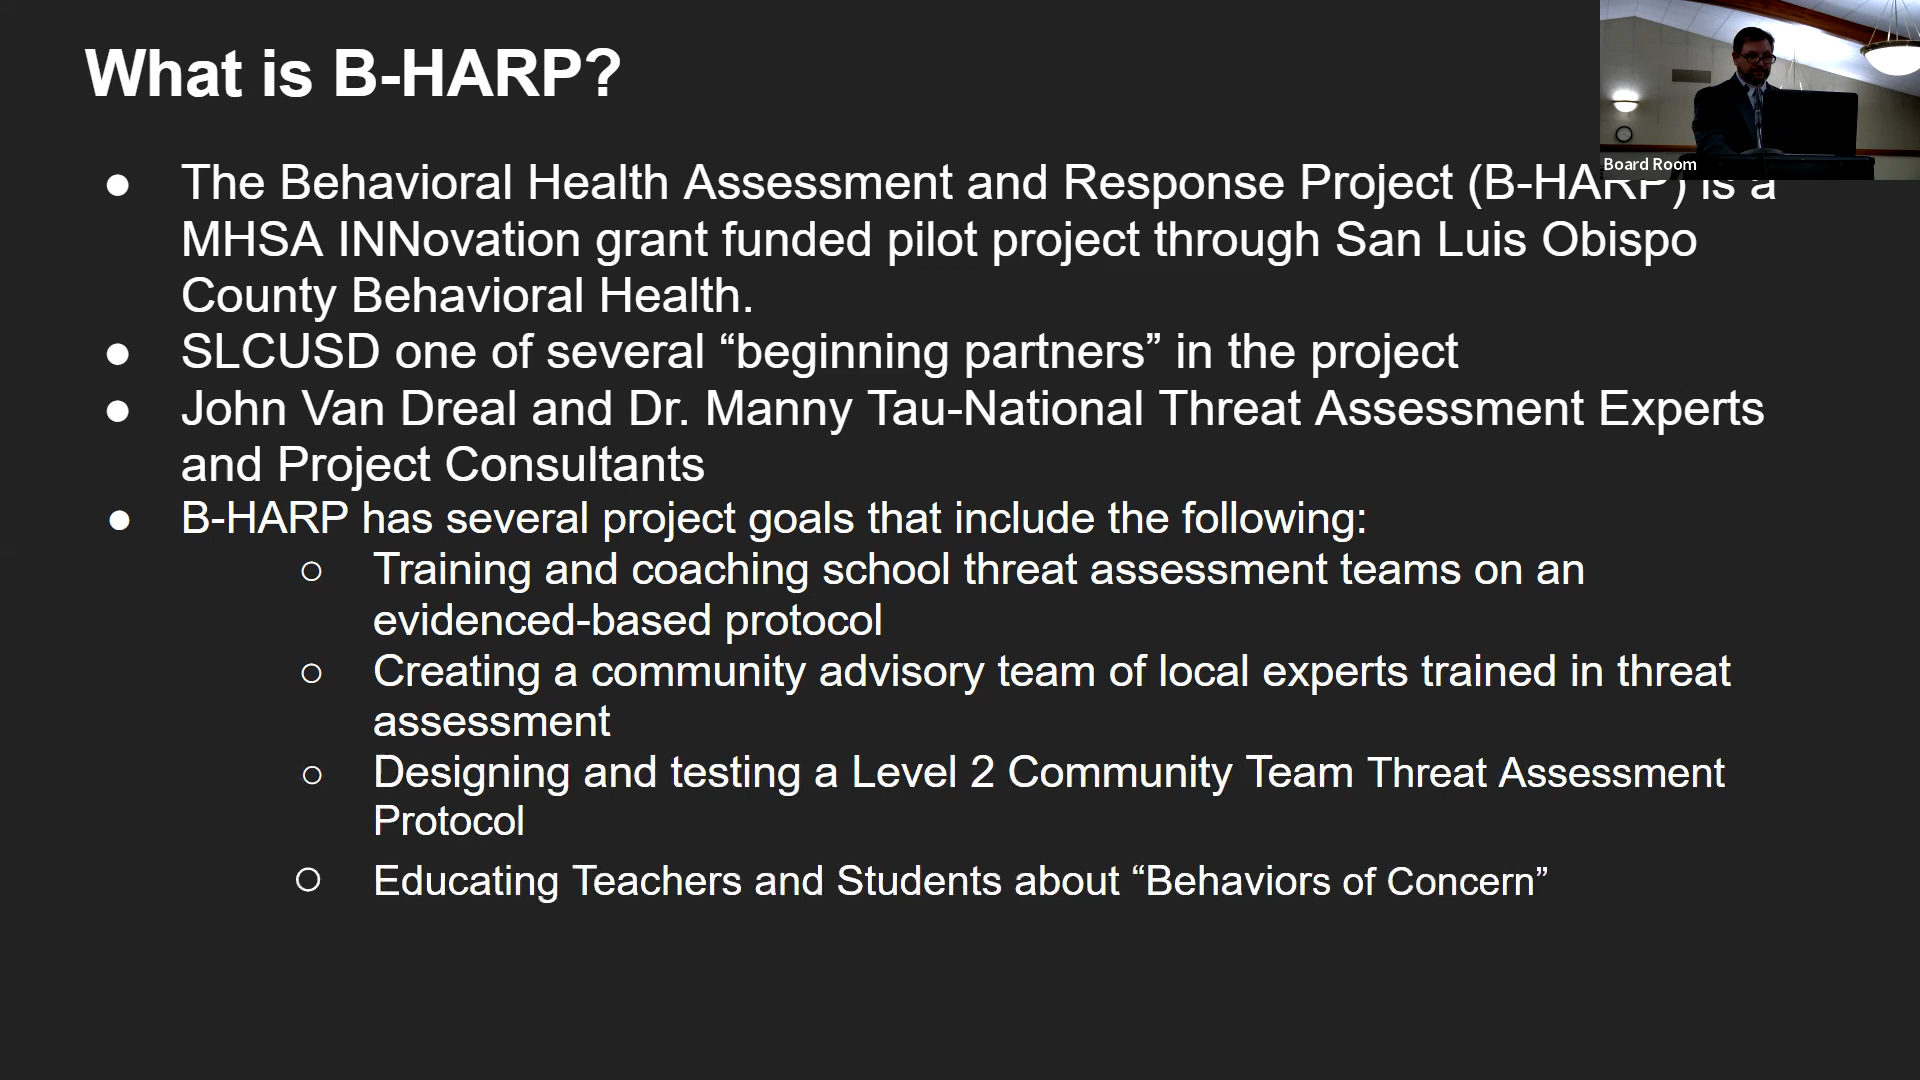 What is B-HARP?
Board Room
● The Behavioral Health Assessment and Response Project (B-HARP) is a
MHSA INNovation grant funded pilot project through San Luis Obispo
County Behavioral Health.
● SLCUSD one of several “beginning partners” in the project
● John Van Dreal and Dr. Manny Tau-National Threat Assessment Experts
and Project Consultants
● B-HARP has several project goals that include the following:
○ Training and coaching school threat assessment teams on an
evidenced-based protocol
○ Creating a community advisory team of local experts trained in threat
assessment
○ Designing and testing a Level 2 Community Team Threat Assessment
Protocol
○ Educating Teachers and Students about “Behaviors of Concern”